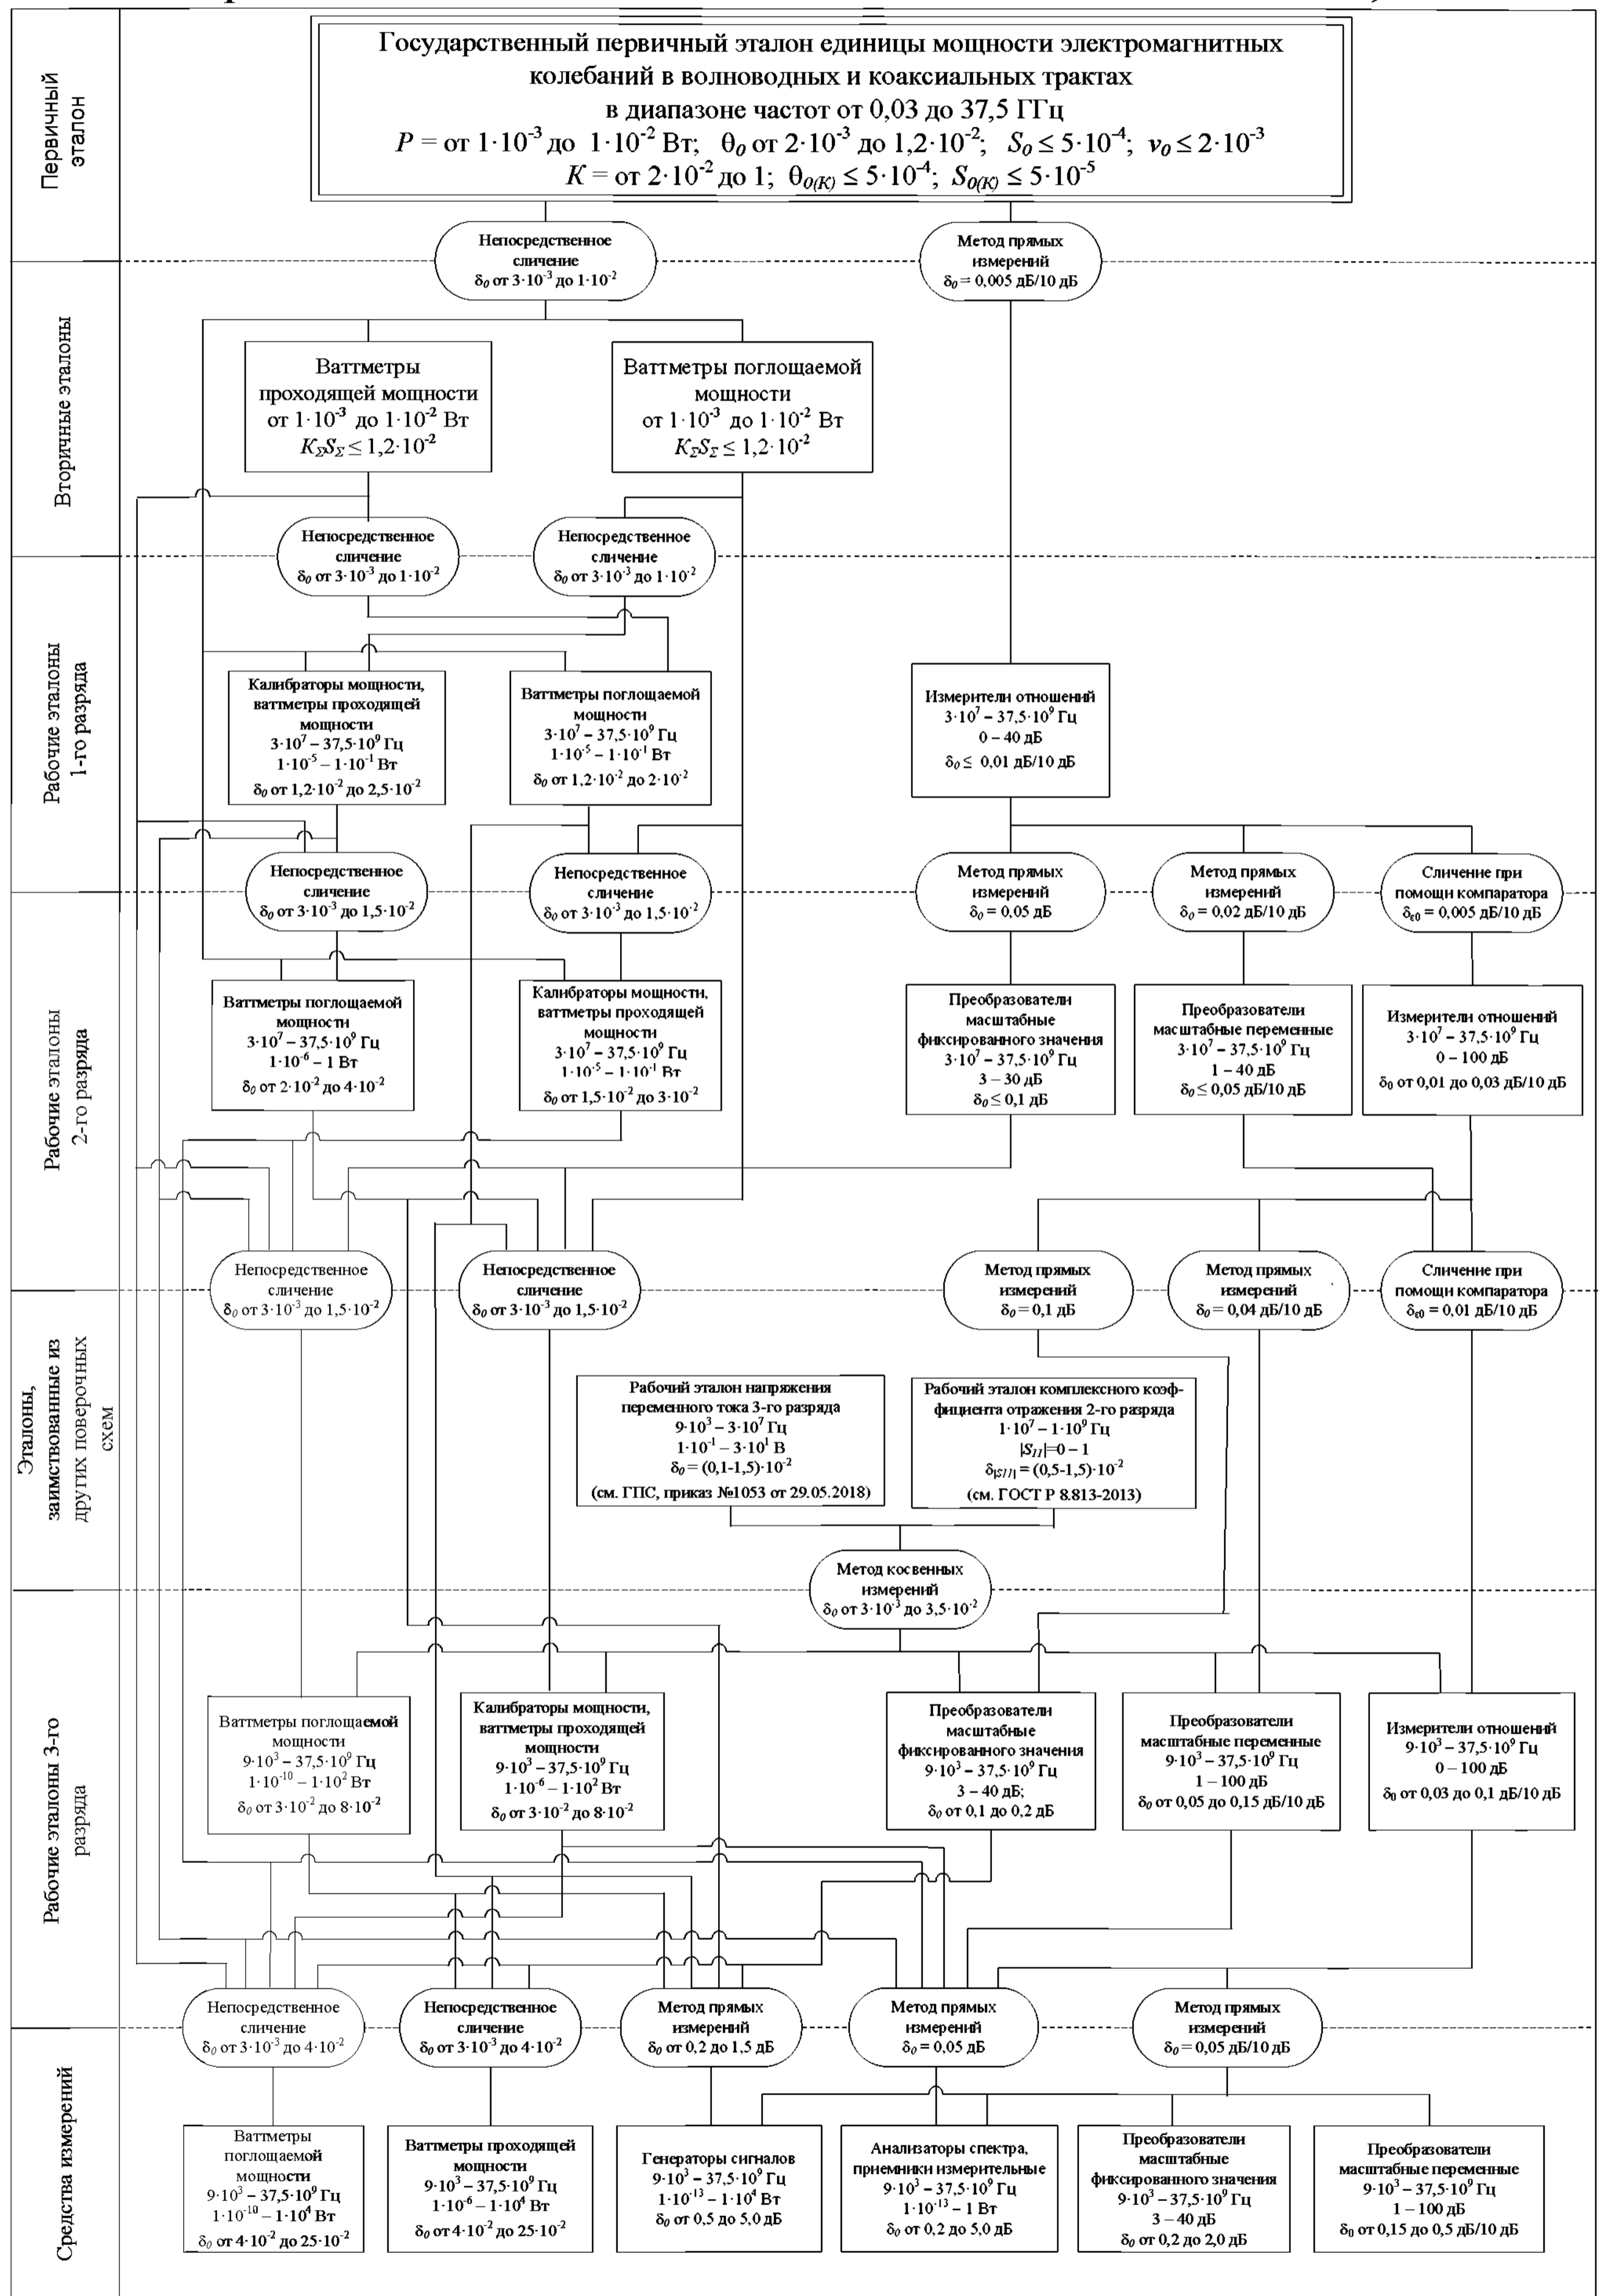 Первичный
эталон
Государственный первичный эталон единицы мощности электромагнитных
колебаний в волноводных и коаксиальных трактах
в диапазоне частот от 0,03 до 37,5 ГГц
P = от 1·10⁻³ до 1·10⁻² Вт; θ₀ от 2·10⁻³ до 1,2·10⁻²; S₀ ≤ 5·10⁻⁴; ν₀ ≤ 2·10⁻³
K = от 2·10⁻² до 1; θ₀(K) ≤ 5·10⁻⁴; S₀(K) ≤ 5·10⁻⁵
Непосредственное
сличение
δ₀ от 3·10⁻³ до 1·10⁻²
Метод прямых
измерений
δ₀ = 0,005 дБ/10 дБ
Вторичные эталоны
Ваттметры
проходящей мощности
от 1·10⁻³ до 1·10⁻² Вт
K_ΣS_Σ ≤ 1,2·10⁻²
Ваттметры поглощаемой
мощности
от 1·10⁻³ до 1·10⁻² Вт
K_ΣS_Σ ≤ 1,2·10⁻²
Непосредственное
сличение
δ₀ от 3·10⁻³ до 1·10⁻²
Непосредственное
сличение
δ₀ от 3·10⁻³ до 1·10⁻²
Рабочие эталоны
1-го разряда
Калибраторы мощности,
ваттметры проходящей
мощности
3·10⁷ – 37,5·10⁹ Гц
1·10⁻⁵ – 1·10⁻¹ Вт
δ₀ от 1,2·10⁻² до 2,5·10⁻²
Ваттметры поглощаемой
мощности
3·10⁷ – 37,5·10⁹ Гц
1·10⁻⁵ – 1·10⁻¹ Вт
δ₀ от 1,2·10⁻² до 2·10⁻²
Измерители отношений
3·10⁷ – 37,5·10⁹ Гц
0 – 40 дБ
δ₀ ≤ 0,01 дБ/10 дБ
Непосредственное
сличение
δ₀ от 3·10⁻³ до 1,5·10⁻²
Непосредственное
сличение
δ₀ от 3·10⁻³ до 1,5·10⁻²
Метод прямых
измерений
δ₀ = 0,05 дБ
Метод прямых
измерений
δ₀ = 0,02 дБ/10 дБ
Сличение при
помощи компаратора
δ_ε0 = 0,005 дБ/10 дБ
Рабочие эталоны
2-го разряда
Ваттметры поглощаемой
мощности
3·10⁷ – 37,5·10⁹ Гц
1·10⁻⁶ – 1 Вт
δ₀ от 2·10⁻² до 4·10⁻²
Калибраторы мощности,
ваттметры проходящей
мощности
3·10⁷ – 37,5·10⁹ Гц
1·10⁻⁵ – 1·10⁻¹ Вт
δ₀ от 1,5·10⁻² до 3·10⁻²
Преобразователи
масштабные
фиксированного значения
3·10⁷ – 37,5·10⁹ Гц
3 – 30 дБ
δ₀ ≤ 0,1 дБ
Преобразователи
масштабные переменные
3·10⁷ – 37,5·10⁹ Гц
1 – 40 дБ
δ₀ ≤ 0,05 дБ/10 дБ
Измерители отношений
3·10⁷ – 37,5·10⁹ Гц
0 – 100 дБ
δ₀ от 0,01 до 0,03 дБ/10 дБ
Непосредственное
сличение
δ₀ от 3·10⁻³ до 1,5·10⁻²
Непосредственное
сличение
δ₀ от 3·10⁻³ до 1,5·10⁻²
Метод прямых
измерений
δ₀ = 0,1 дБ
Метод прямых
измерений
δ₀ = 0,04 дБ/10 дБ
Сличение при
помощи компаратора
δ_ε0 = 0,01 дБ/10 дБ
Эталоны,
заимствованные из
других поверочных
схем
Рабочий эталон напряжения
переменного тока 3-го разряда
9·10³ – 3·10⁷ Гц
1·10⁻¹ – 3·10¹ В
δ₀ = (0,1-1,5)·10⁻²
(см. ГПС, приказ №1053 от 29.05.2018)
Рабочий эталон комплексного коэф-
фициента отражения 2-го разряда
1·10⁷ – 1·10⁹ Гц
|S₁₁|=0 – 1
δ|S₁₁| = (0,5-1,5)·10⁻²
(см. ГОСТ Р 8.813-2013)
Метод косвенных
измерений
δ₀ от 3·10⁻³ до 3,5·10⁻²
Рабочие эталоны 3-го
разряда
Ваттметры поглощаемой
мощности
9·10³ – 37,5·10⁹ Гц
1·10⁻¹⁰ – 1·10² Вт
δ₀ от 3·10⁻² до 8·10⁻²
Калибраторы мощности,
ваттметры проходящей
мощности
9·10³ – 37,5·10⁹ Гц
1·10⁻⁶ – 1·10² Вт
δ₀ от 3·10⁻² до 8·10⁻²
Преобразователи
масштабные
фиксированного значения
9·10³ – 37,5·10⁹ Гц
3 – 40 дБ;
δ₀ от 0,1 до 0,2 дБ
Преобразователи
масштабные переменные
9·10³ – 37,5·10⁹ Гц
1 – 100 дБ
δ₀ от 0,05 до 0,15 дБ/10 дБ
Измерители отношений
9·10³ – 37,5·10⁹ Гц
0 – 100 дБ
δ₀ от 0,03 до 0,1 дБ/10 дБ
Непосредственное
сличение
δ₀ от 3·10⁻³ до 4·10⁻²
Непосредственное
сличение
δ₀ от 3·10⁻³ до 4·10⁻²
Метод прямых
измерений
δ₀ от 0,2 до 1,5 дБ
Метод прямых
измерений
δ₀ = 0,05 дБ
Метод прямых
измерений
δ₀ = 0,05 дБ/10 дБ
Средства измерений
Ваттметры
поглощаемой
мощности
9·10³ – 37,5·10⁹ Гц
1·10⁻¹⁰ – 1·10⁴ Вт
δ₀ от 4·10⁻² до 25·10⁻²
Ваттметры проходящей
мощности
9·10³ – 37,5·10⁹ Гц
1·10⁻⁶ – 1·10⁴ Вт
δ₀ от 4·10⁻² до 25·10⁻²
Генераторы сигналов
9·10³ – 37,5·10⁹ Гц
1·10⁻¹³ – 1·10⁴ Вт
δ₀ от 0,5 до 5,0 дБ
Анализаторы спектра,
приемники измерительные
9·10³ – 37,5·10⁹ Гц
1·10⁻¹³ – 1 Вт
δ₀ от 0,2 до 5,0 дБ
Преобразователи
масштабные
фиксированного значения
9·10³ – 37,5·10⁹ Гц
3 – 40 дБ
δ₀ от 0,2 до 2,0 дБ
Преобразователи
масштабные переменные
9·10³ – 37,5·10⁹ Гц
1 – 100 дБ
δ₀ от 0,15 до 0,5 дБ/10 дБ